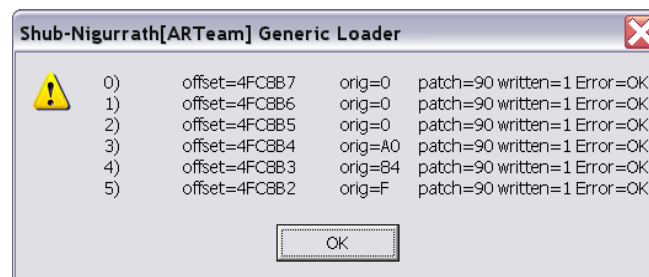 Shub-Nigurrath[ARTeam] Generic Loader
0) offset=4FC8B7 orig=0 patch=90 written=1 Error=OK
1) offset=4FC8B6 orig=0 patch=90 written=1 Error=OK
2) offset=4FC8B5 orig=0 patch=90 written=1 Error=OK
3) offset=4FC8B4 orig=A0 patch=90 written=1 Error=OK
4) offset=4FC8B3 orig=84 patch=90 written=1 Error=OK
5) offset=4FC8B2 orig=F patch=90 written=1 Error=OK
OK